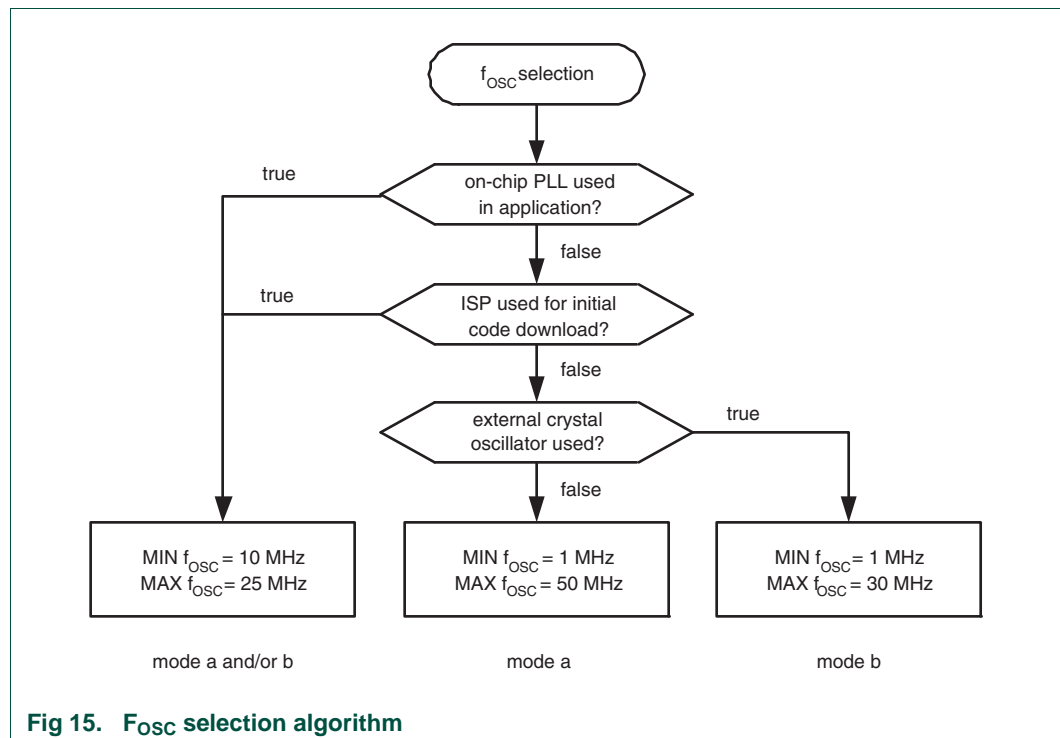 fOSC selection
true
on-chip PLL used
in application?
false
true
ISP used for initial
code download?
false
external crystal
oscillator used?
true
false
MIN fOSC = 10 MHz
MAX fOSC = 25 MHz
MIN fOSC = 1 MHz
MAX fOSC = 50 MHz
MIN fOSC = 1 MHz
MAX fOSC = 30 MHz
mode a and/or b
mode a
mode b
Fig 15. FOSC selection algorithm